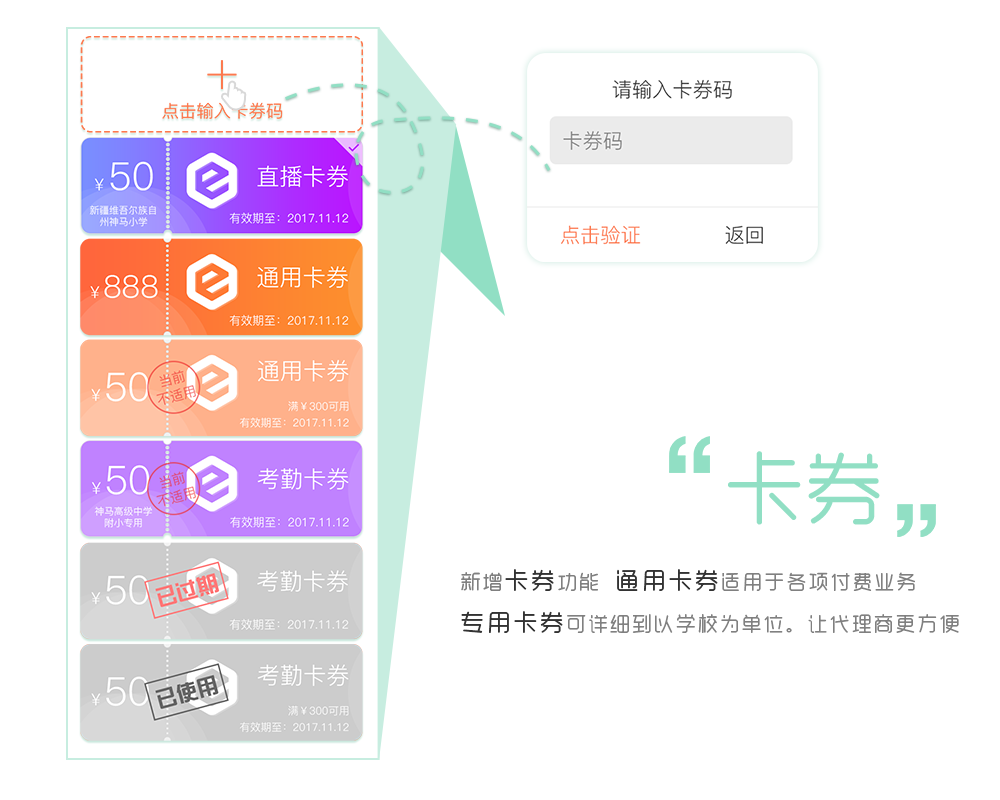 点击输入卡券码
¥50
新疆维吾尔族自
州神马小学
直播卡券
有效期至：2017.11.12
¥888
通用卡券
有效期至：2017.11.12
¥50
当前
不适用
通用卡券
满¥300可用
有效期至：2017.11.12
¥50
神马高级中学
附小专用
当前
不适用
考勤卡券
有效期至：2017.11.12
¥50
已过期
考勤卡券
有效期至：2017.11.12
¥50
已使用
考勤卡券
满¥300可用
有效期至：2017.11.12
请输入卡券码
卡券码
点击验证
返回
“卡券”
新增卡券功能 通用卡券适用于各项付费业务
专用卡券可详细到以学校为单位。让代理商更方便